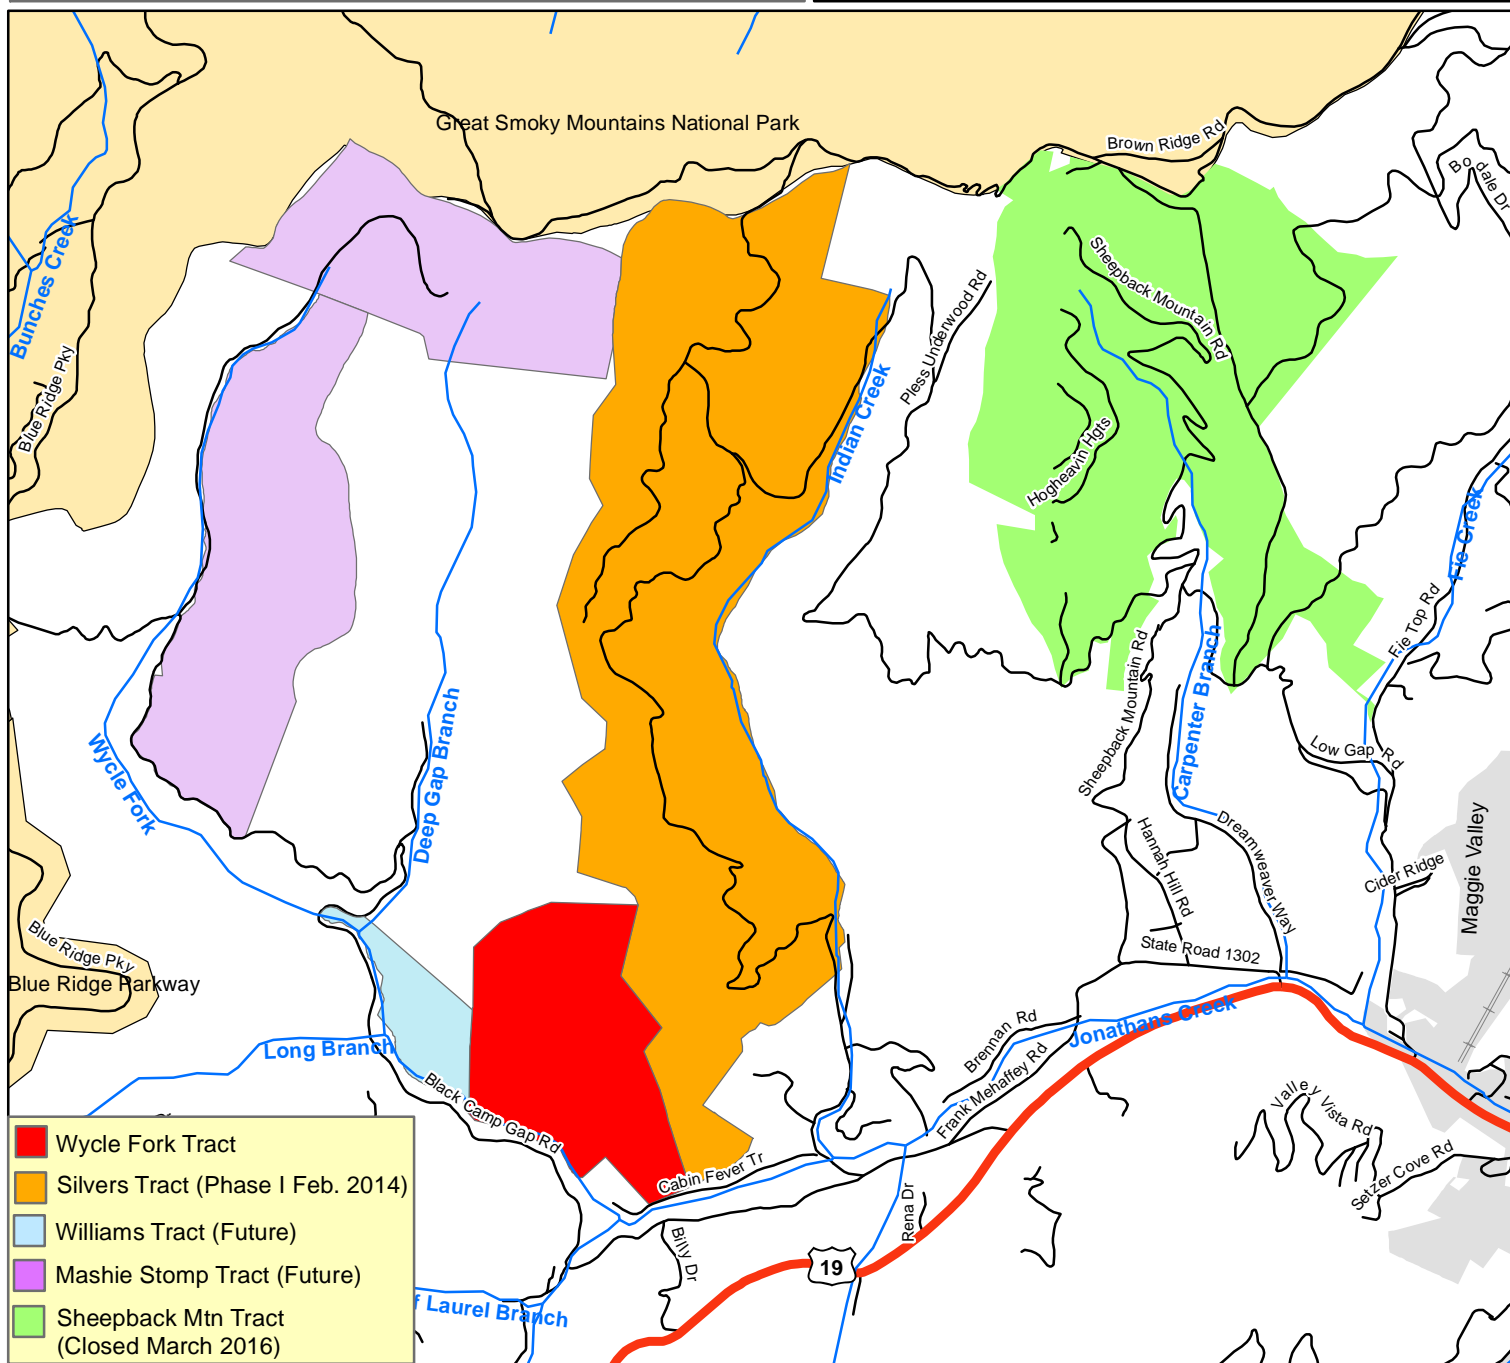 Great Smoky Mountains National Park
Brown Ridge Rd
Bodale Dr
Bunches Creek
Blue Ridge Pky
Sheepback Mountain Rd
Pless Underwood Rd
Indian Creek
Hogheavin Hgts
Fie Creek
Fie Top Rd
Wycle Fork
Deep Gap Branch
Sheepback Mountain Rd
Carpenter Branch
Low Gap Rd
Hannah Hill Rd
Dreamweaver Way
Cider Ridge
Maggie Valley
State Road 1302
Blue Ridge Pky
Blue Ridge Parkway
Long Branch
Black Camp Gap Rd
Brennan Rd
Jonathans Creek
Frank Mehaffey Rd
Valley Vista Rd
Setzer Cove Rd
Cabin Fever Tr
Rena Dr
Billy Dr
19
f Laurel Branch
Wycle Fork Tract
Silvers Tract (Phase I Feb. 2014)
Williams Tract (Future)
Mashie Stomp Tract (Future)
Sheepback Mtn Tract
(Closed March 2016)